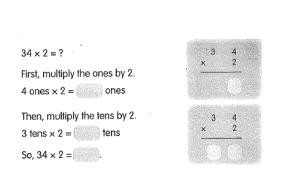 34 × 2 = ?
First, multiply the ones by 2.
4 ones × 2 = ones
Then, multiply the tens by 2.
3 tens × 2 = tens
So, 34 × 2 = .
3 4
× 2
3 4
× 2